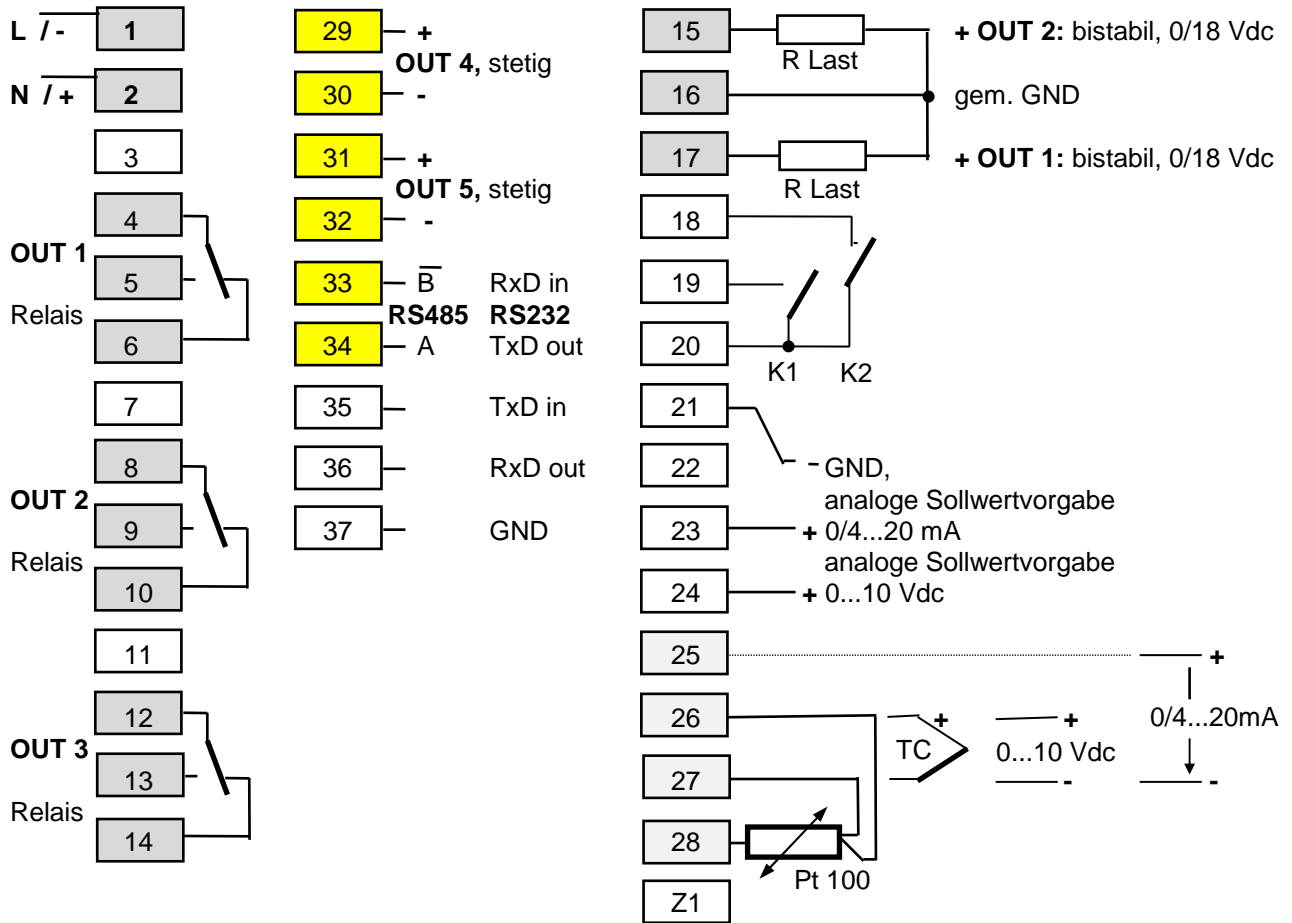 L /- 1
N / + 2
3
4
OUT 1
5
Relais
6
7
8
OUT 2
9
Relais
10
11
12
OUT 3
13
Relais
14
29 +
OUT 4, stetig
30 -
31 +
OUT 5, stetig
32 -
33 B RxD in
RS485 RS232
34 A TxD out
35 TxD in
36 RxD out
37 GND
15 + OUT 2: bistabil, 0/18 Vdc
R Last
16 gem. GND
17 + OUT 1: bistabil, 0/18 Vdc
R Last
18
19
20
K1 K2
21
22 GND,
analoge Sollwertvorgabe
23 + 0/4...20 mA
analoge Sollwertvorgabe
24 + 0...10 Vdc
25 +
26 + + 0/4...20mA
TC 0...10 Vdc
27 - -
28
Pt 100
Z1